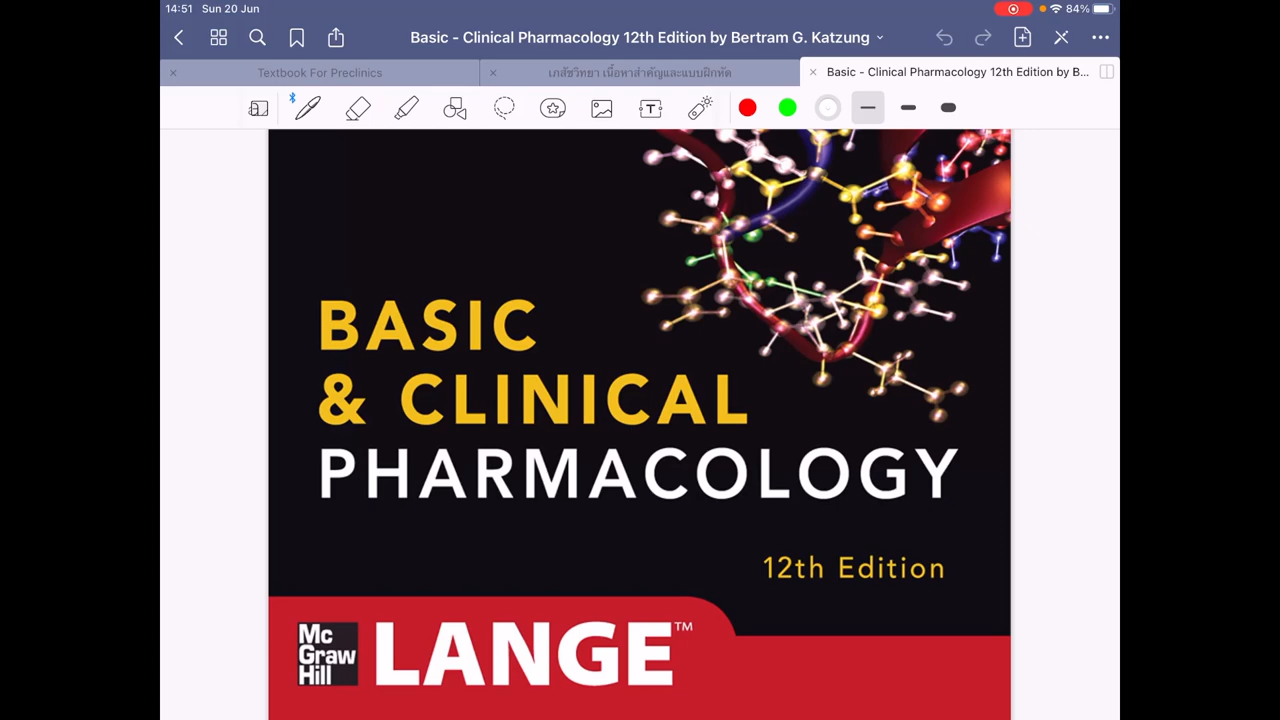 14:51 Sun 20 Jun
84%
Basic - Clinical Pharmacology 12th Edition by Bertram G. Katzung
Textbook For Preclinics
เภสัชวิทยา เนื้อหาสำคัญและแบบฝึกหัด
Basic - Clinical Pharmacology 12th Edition by B...
T
BASIC
& CLINICAL
PHARMACOLOGY
12th Edition
Mc
Graw
Hill
LANGE™